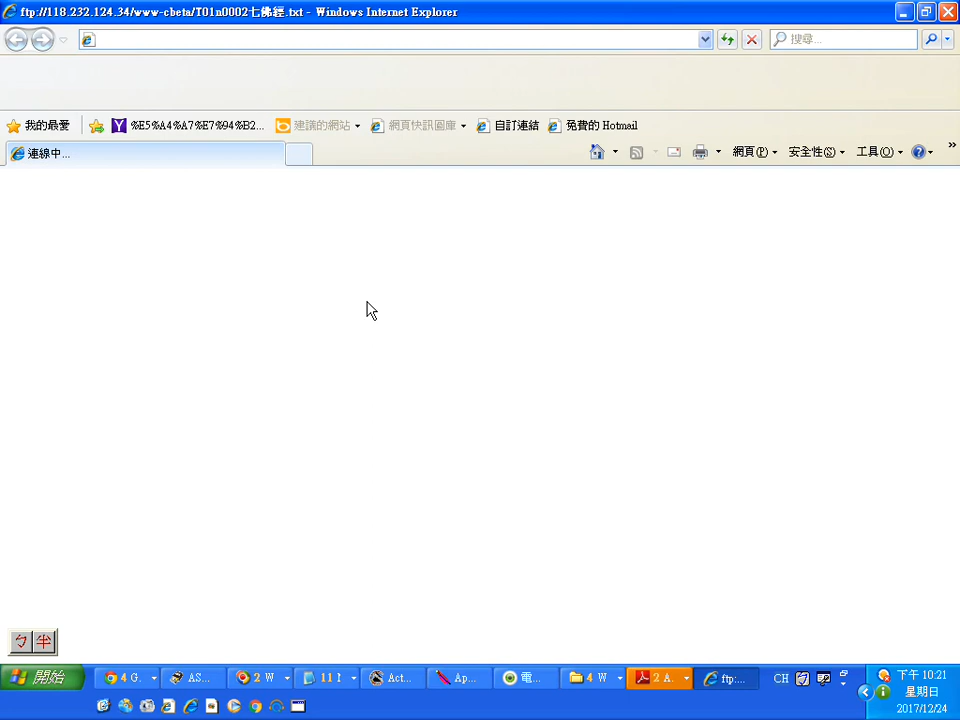 ftp://118.232.124.34/www-cbeta/T01n0002七佛經.txt - Windows Internet Explorer
搜尋...
我的最愛 %E5%A4%A7%E7%94%B2... 建議的網站 網頁快訊圖庫 自訂連結 免費的 Hotmail
連線中... 網頁(P) 安全性(S) 工具(O) »
ㄅ 半
開始 4 G. AS... 2 W 11 Act... Ap... 電... 4 W 2 A. ftp:... CH 下午 10:21
星期日
2017/12/24